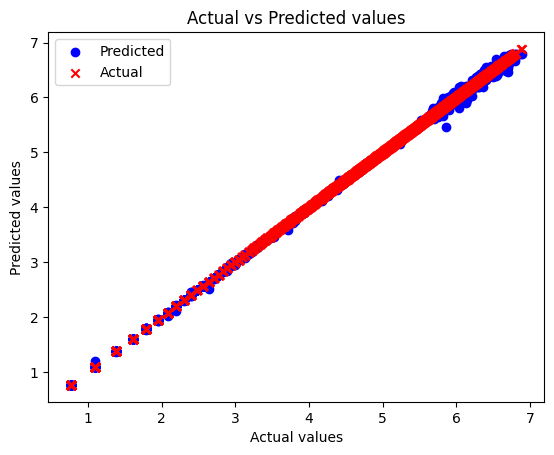 Actual vs Predicted values
Predicted
Actual
7
6
5
4
3
2
1
Predicted values
1 2 3 4 5 6 7
Actual values